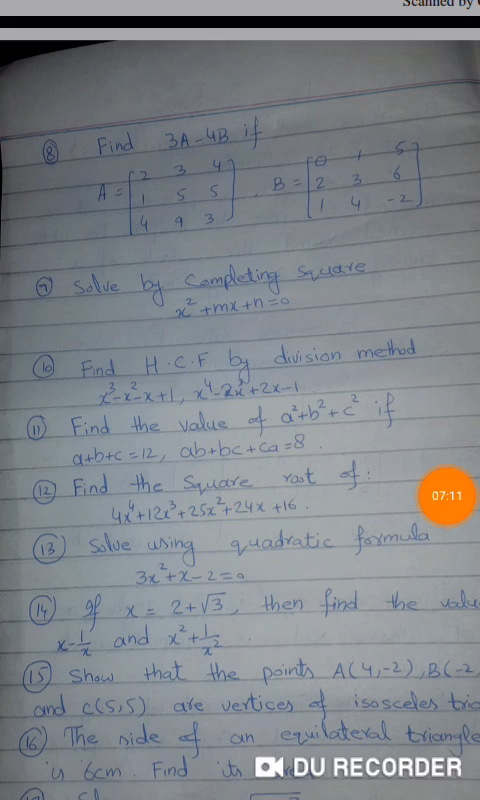 Scanned by
⑧ Find 3A-4B if
A = [2 3 4
1 5 5
4 9 3], B = [0 1 5
2 3 6
1 4 -2]
⑨ Solve by Completing Square
x²+mx+n=0
⑩ Find H.C.F by division method
x³-x²-x+1, x⁴-2x³+2x-1
⑪ Find the value of a²+b²+c² if
a+b+c=12, ab+bc+ca=8
⑫ Find the Square root of:
4x⁴+12x³+25x²+24x+16.
07:11
⑬ Solve using quadratic formula
3x²+x-2=0
⑭ If x = 2+√3, then find the valu
x-1/x and x²+1/x².
⑮ Show that the points A(4,-2), B(-2,
and C(5,5) are vertices of isosceles tria
⑯ The side of an equilateral triangle
is 6cm. Find its
DU RECORDER